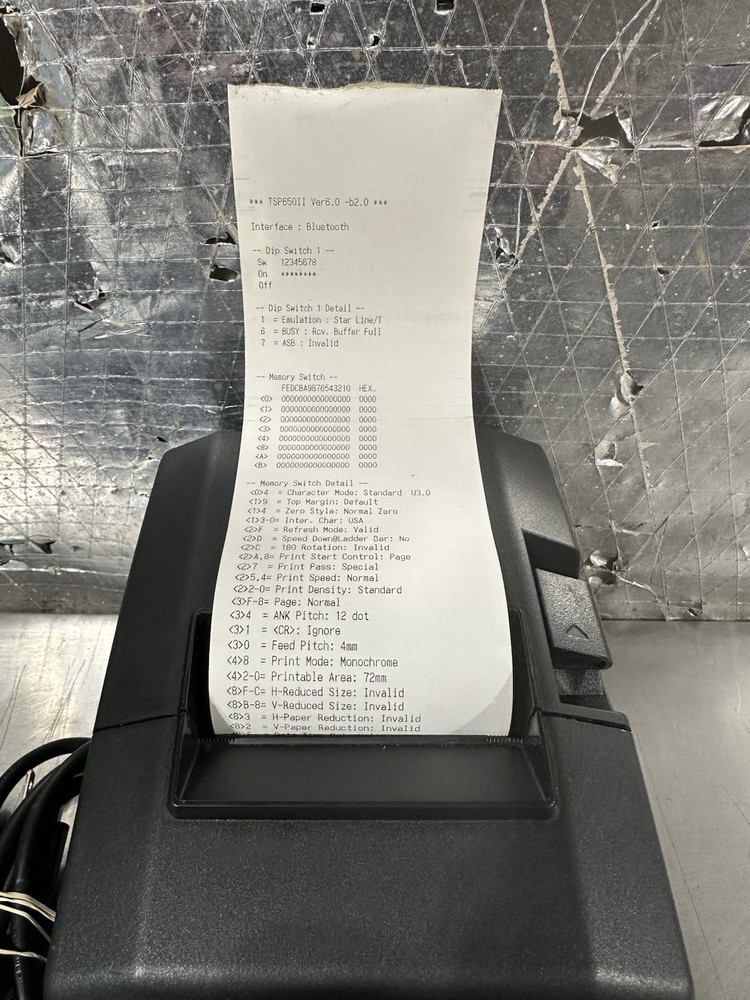 *** TSP650II Ver6.0 -b2.0 ***
Interface : Bluetooth
-- Dip Switch 1 --
Sw 12345678
On ********
Off
-- Dip Switch 1 Detail --
1 = Emulation : Star Line/T
6 = BUSY : Rcv. Buffer Full
7 = ASB : Invalid
-- Memory Switch --
FEDCBA9876543210 HEX.
<0> 0000000000000000 0000
<1> 0000000000000000 0000
<2> 0000000000000000 0000
<3> 0000000000000000 0000
<4> 0000000000000000 0000
<8> 0000000000000000 0000
<A> 0000000000000000 0000
<B> 0000000000000000 0000
-- Memory Switch Detail --
<0>4 = Character Mode: Standard U3.0
<1>9 = Top Margin: Default
<1>4 = Zero Style: Normal Zero
<1>3-0= Inter. Char: USA
<2>F = Refresh Mode: Valid
<2>D = Speed Down@Ladder Bar: No
<2>C = 180 Rotation: Invalid
<2>A,8= Print Start Control: Page
<2>7 = Print Pass: Special
<2>5,4= Print Speed: Normal
<2>2-0= Print Density: Standard
<3>F-8= Page: Normal
<3>4 = ANK Pitch: 12 dot
<3>1 = <CR>: Ignore
<3>0 = Feed Pitch: 4mm
<4>8 = Print Mode: Monochrome
<4>2-0= Printable Area: 72mm
<8>F-C= H-Reduced Size: Invalid
<8>B-8= V-Reduced Size: Invalid
<8>3 = H-Paper Reduction: Invalid
<8>2 = V-Paper Reduction: Invalid